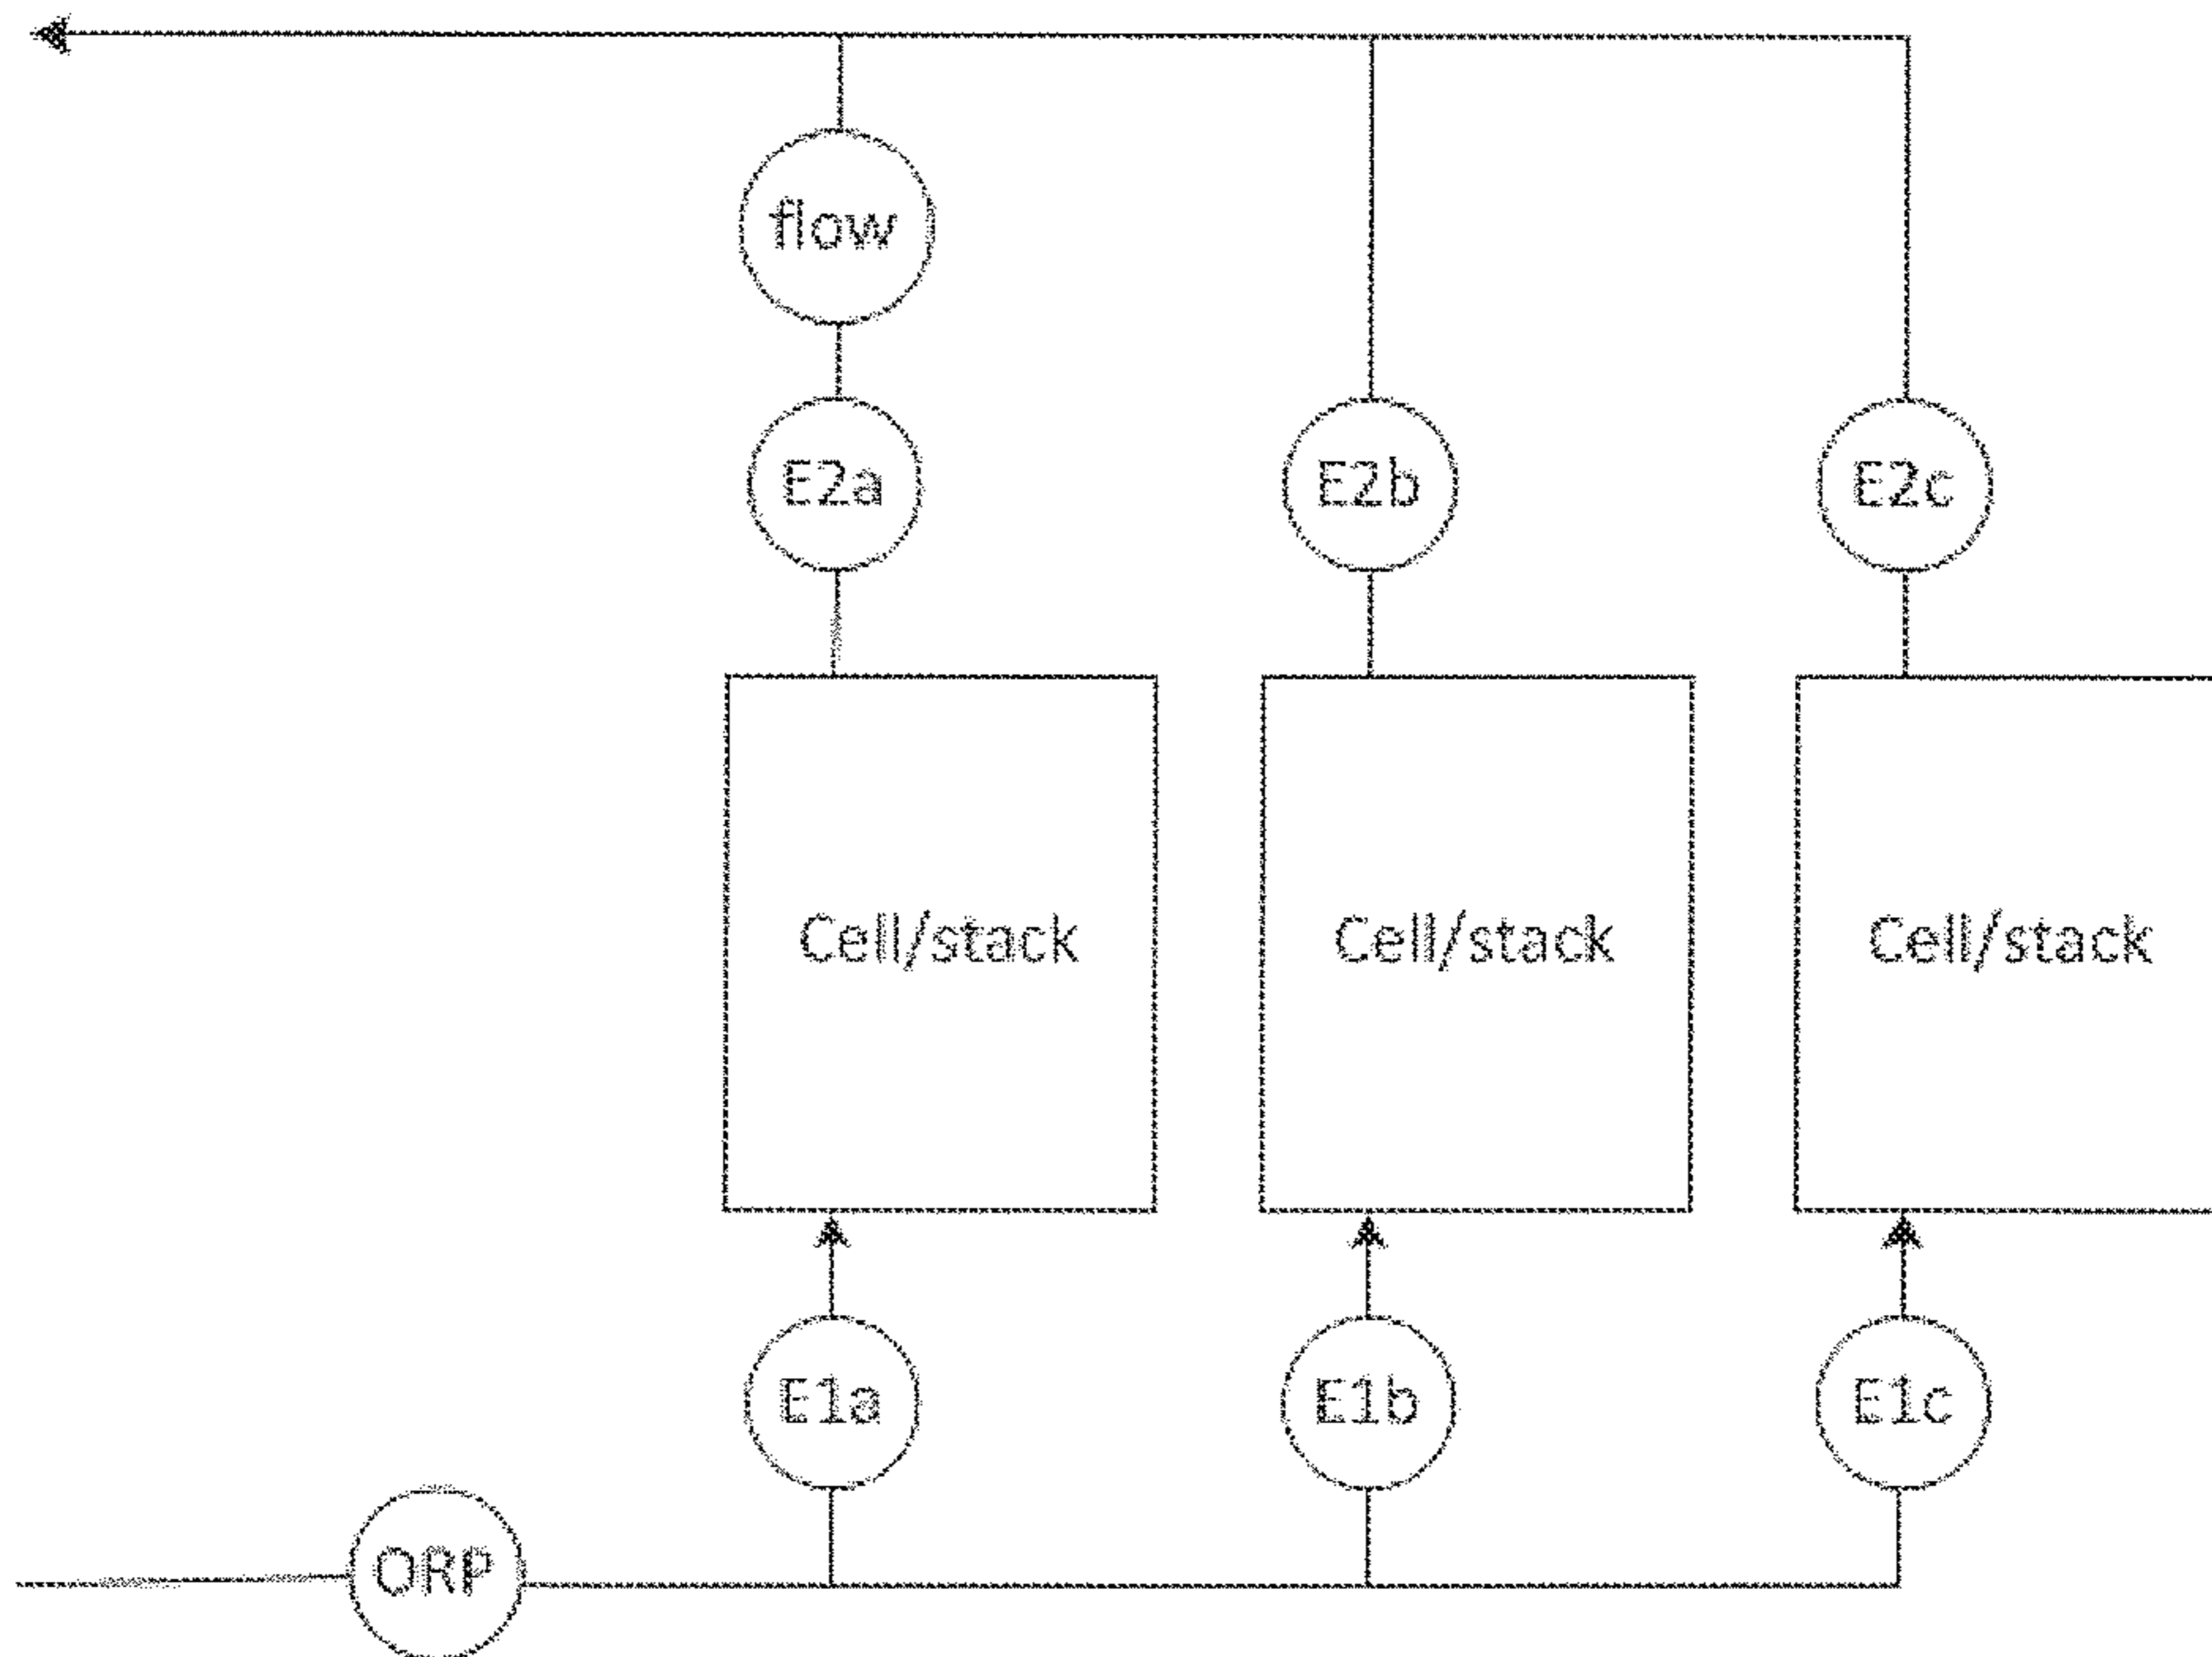 flow
E2a
E2b
E2c
Cell/stack
Cell/stack
Cell/stack
E1a
E1b
E1c
ORP